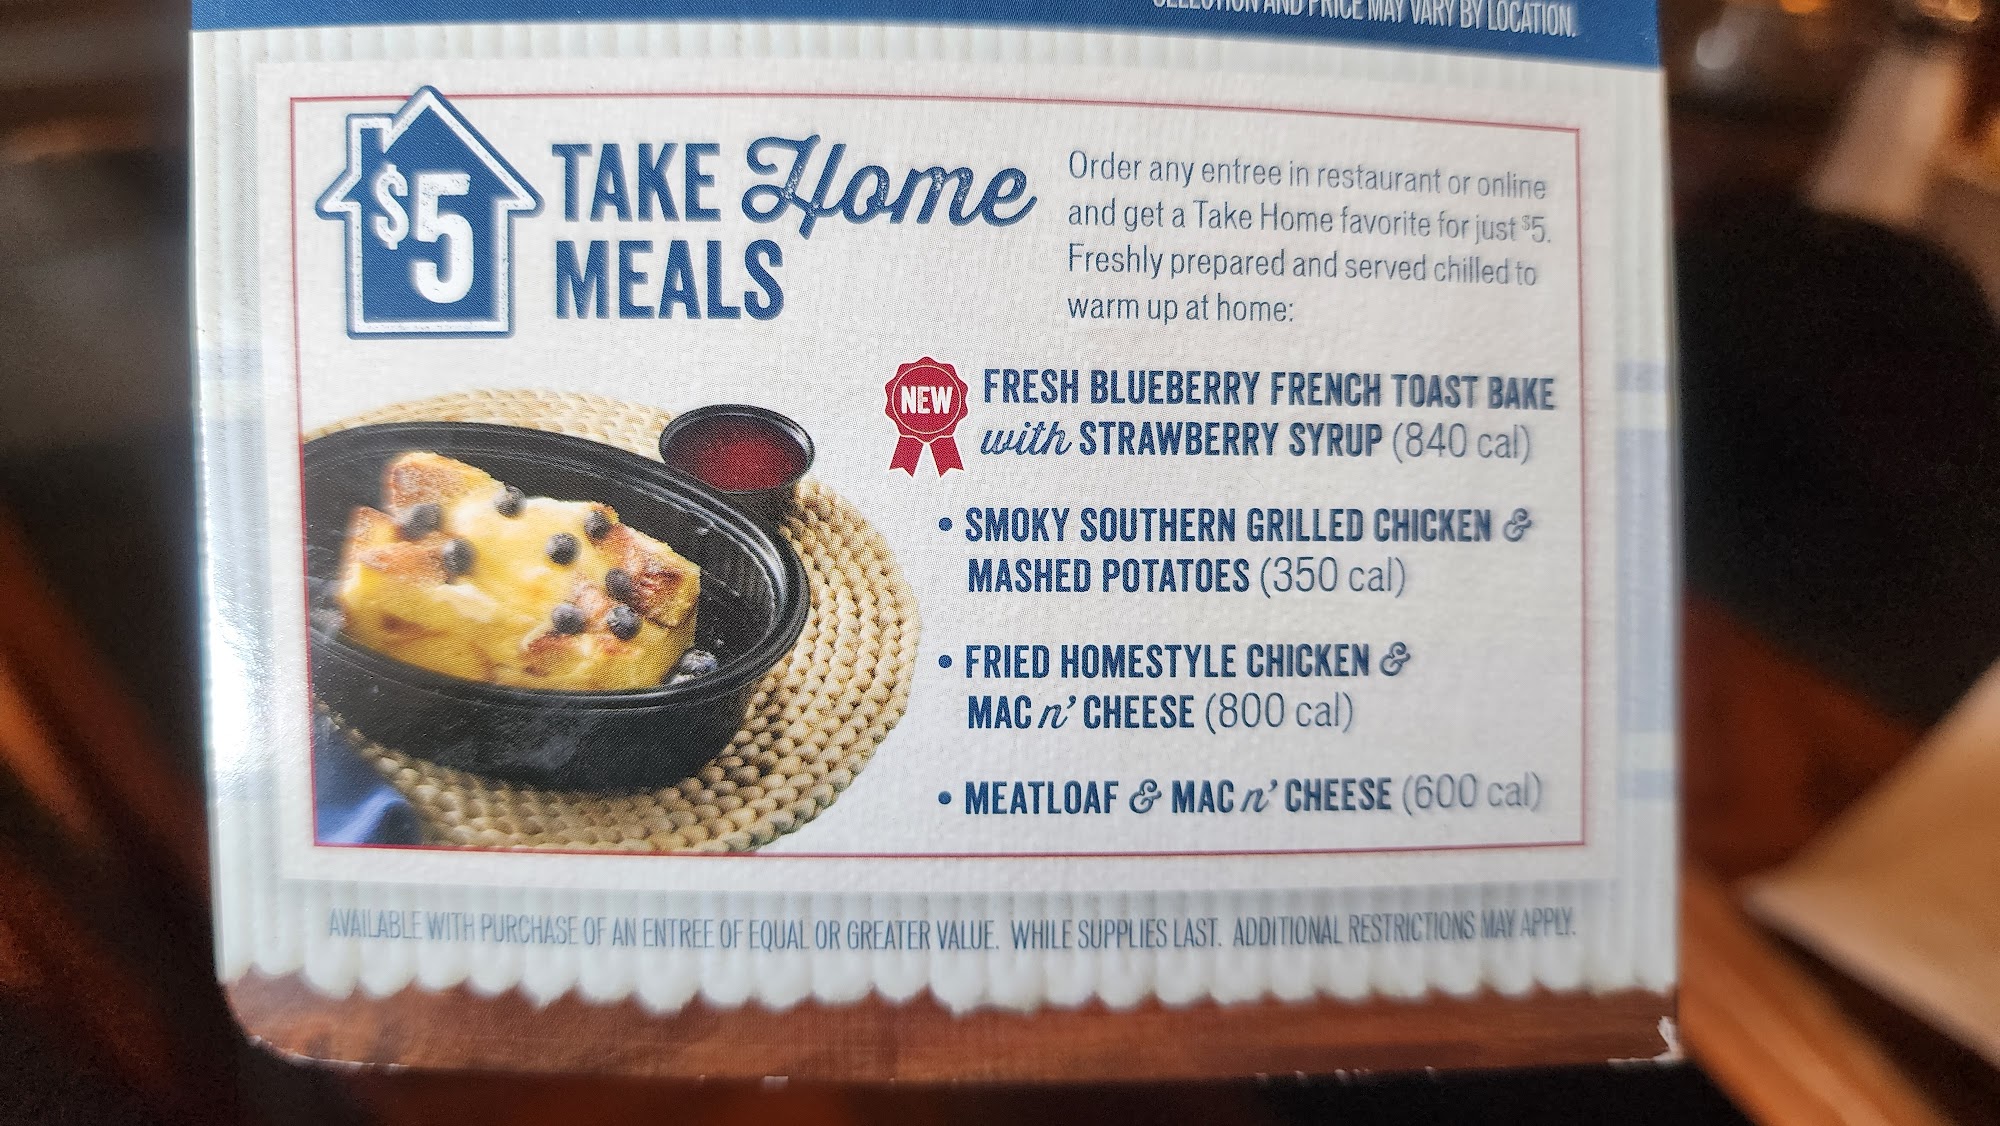 SELECTION AND PRICE MAY VARY BY LOCATION.
$5
TAKE Home
MEALS
Order any entree in restaurant or online
and get a Take Home favorite for just $5.
Freshly prepared and served chilled to
warm up at home:
NEW
FRESH BLUEBERRY FRENCH TOAST BAKE
with STRAWBERRY SYRUP (840 cal)
• SMOKY SOUTHERN GRILLED CHICKEN &
MASHED POTATOES (350 cal)
• FRIED HOMESTYLE CHICKEN &
MAC n' CHEESE (800 cal)
• MEATLOAF & MAC n' CHEESE (600 cal)
AVAILABLE WITH PURCHASE OF AN ENTREE OF EQUAL OR GREATER VALUE. WHILE SUPPLIES LAST. ADDITIONAL RESTRICTIONS MAY APPLY.